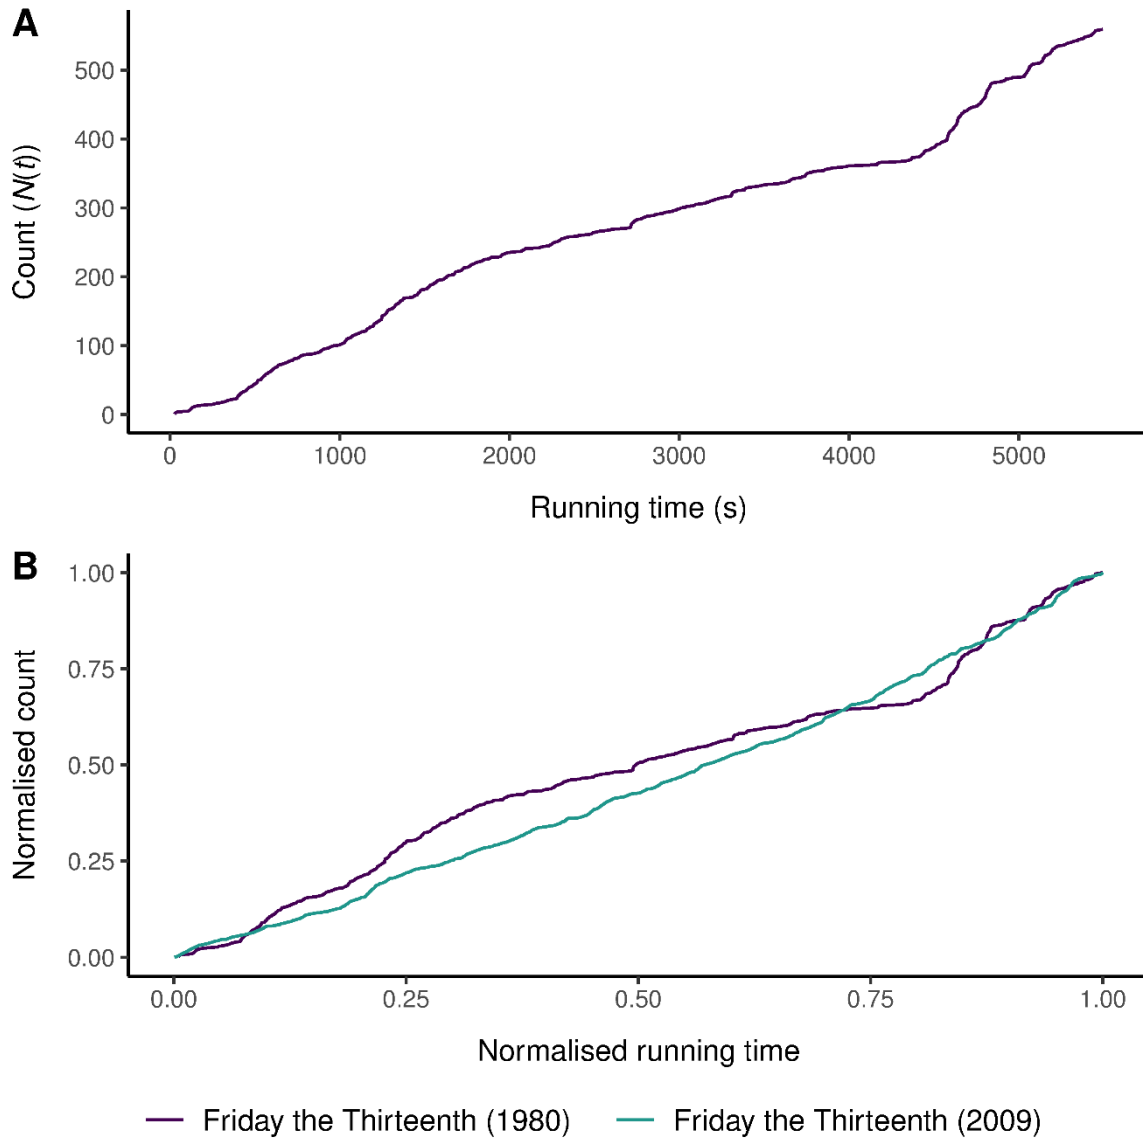 A
500
400
300
200
100
0
Count (N(t))
0 1000 2000 3000 4000 5000
Running time (s)
B
1.00
0.75
0.50
0.25
0.00
Normalised count
0.00 0.25 0.50 0.75 1.00
Normalised running time
Friday the Thirteenth (1980) Friday the Thirteenth (2009)